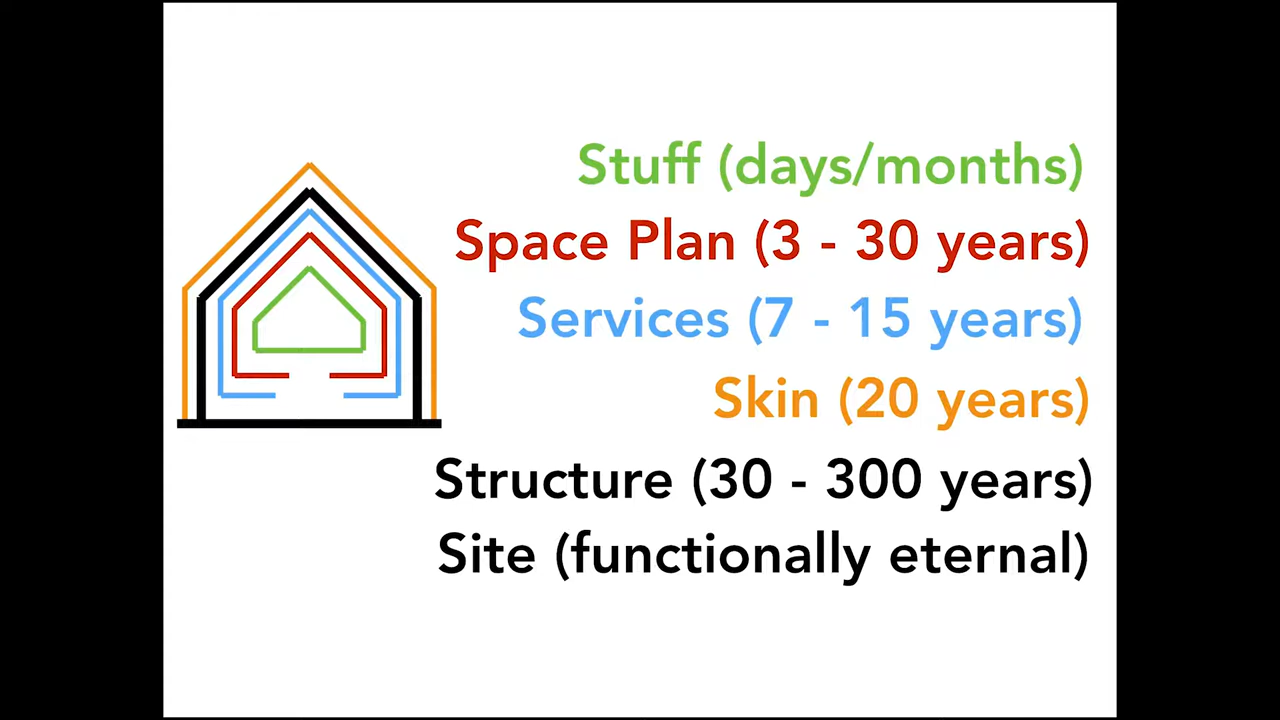 Stuff (days/months)
Space Plan (3 - 30 years)
Services (7 - 15 years)
Skin (20 years)
Structure (30 - 300 years)
Site (functionally eternal)